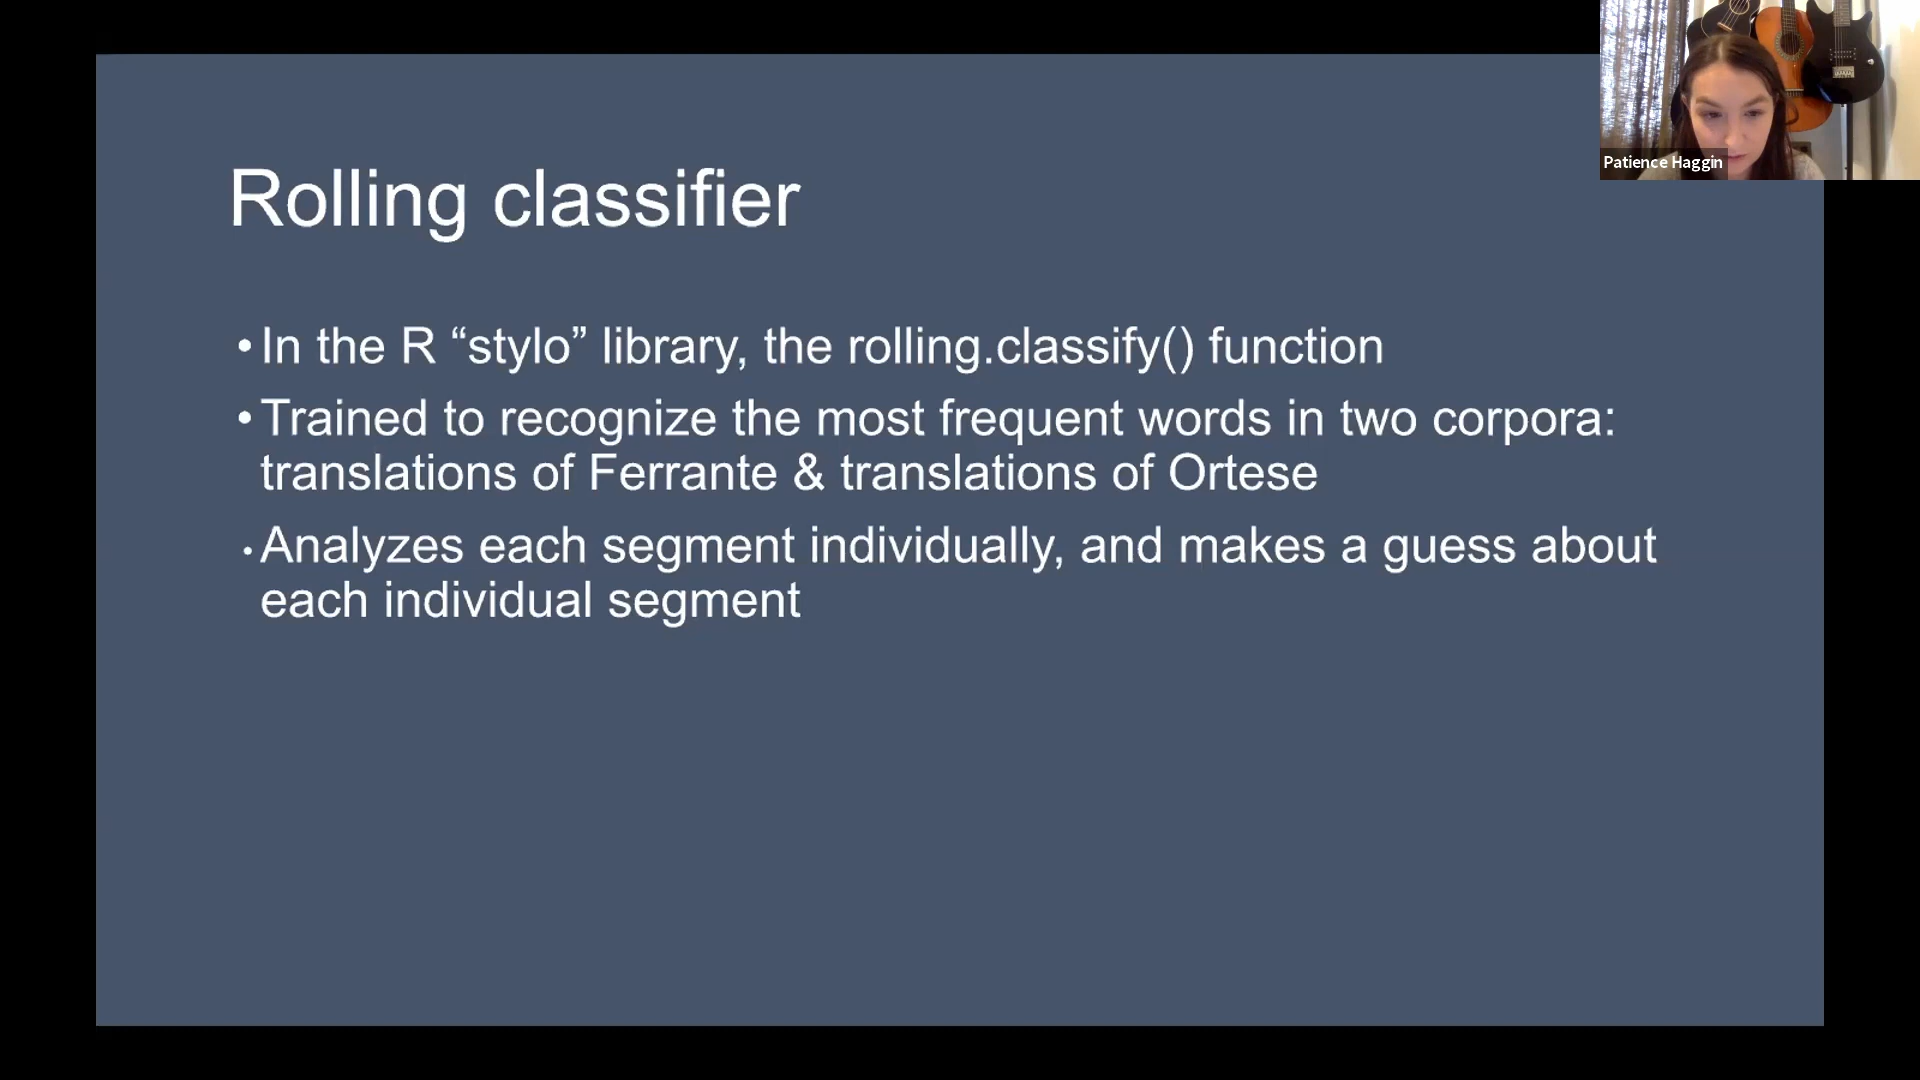 Patience Haggin
Rolling classifier
•In the R “stylo” library, the rolling.classify() function
•Trained to recognize the most frequent words in two corpora:
translations of Ferrante & translations of Ortese
•Analyzes each segment individually, and makes a guess about
each individual segment